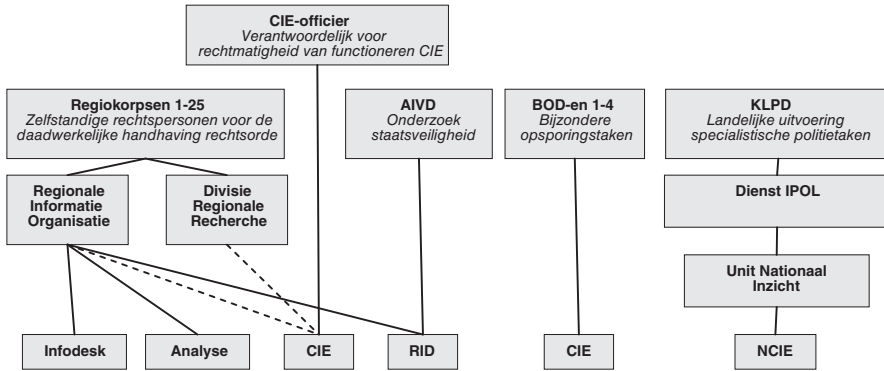 CIE-officier
Verantwoordelijk voor
rechtmatigheid van functioneren CIE
Regiokorpsen 1-25
Zelfstandige rechtspersonen voor de
daadwerkelijke handhaving rechtsorde
AIVD
Onderzoek
staatsveiligheid
BOD-en 1-4
Bijzondere
opsporingstaken
KLPD
Landelijke uitvoering
specialistische politietaken
Regionale
Informatie
Organisatie
Divisie
Regionale
Recherche
Dienst IPOL
Unit Nationaal
Inzicht
Infodesk
Analyse
CIE
RID
CIE
NCIE